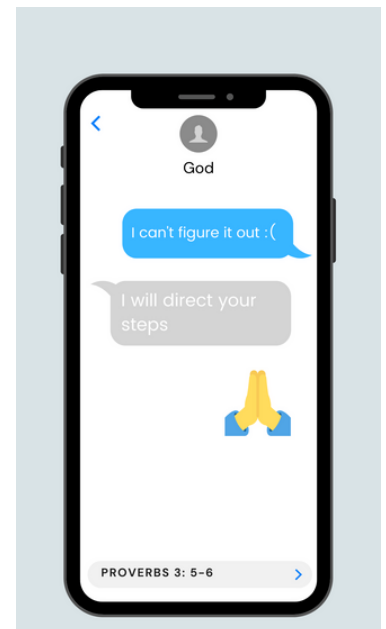 God
I can't figure it out :(
I will direct your
steps
PROVERBS 3: 5-6